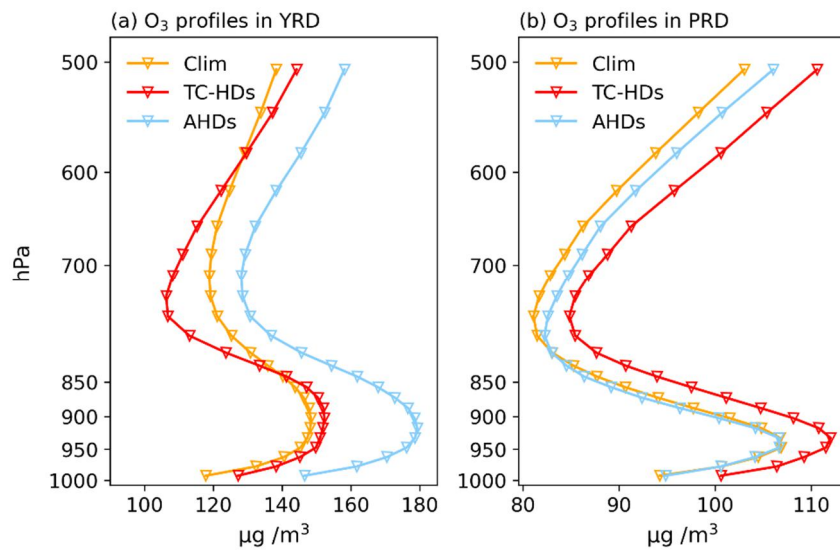 (a) O₃ profiles in YRD
500
600
700
850
900
950
1000
hPa
Clim
TC-HDs
AHDs
100 120 140 160 180
μg /m³
(b) O₃ profiles in PRD
500
600
700
850
900
950
1000
Clim
TC-HDs
AHDs
80 90 100 110
μg /m³